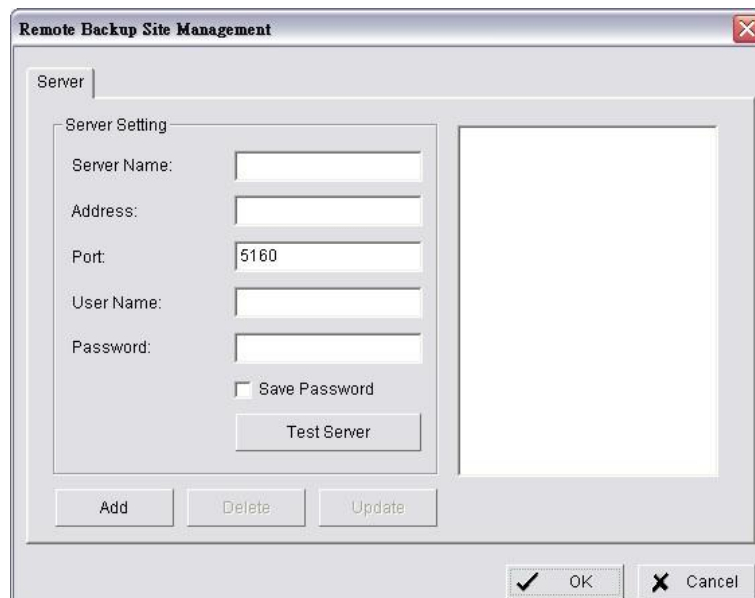 Remote Backup Site Management
Server
Server Setting
Server Name:
Address:
Port: 5160
User Name:
Password:
Save Password
Test Server
Add Delete Update
OK Cancel